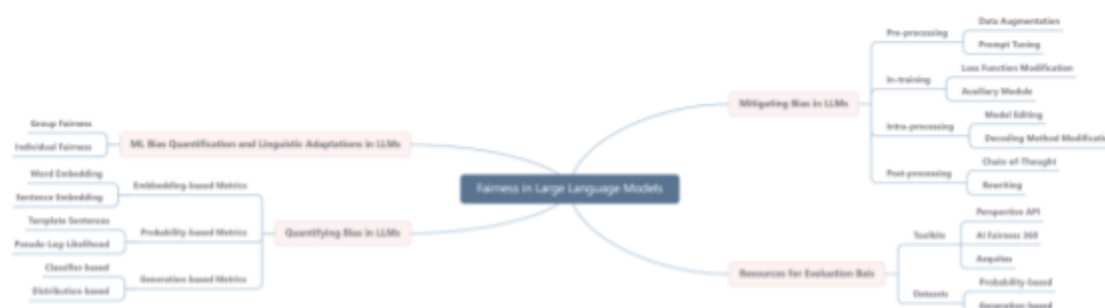 Fairness in Large Language Models
ML Bias Quantification and Linguistic Adaptations in LLMs
Group Fairness
Individual Fairness
Quantifying Bias in LLMs
Embbedding-based Metrics
Word Embedding
Sentence Embedding
Probability-based Metrics
Template Sentences
Pseudo-Log-Likelihood
Generation-based Metrics
Classifier-based
Distribution-based
Mitigating Bias in LLMs
Pre-processing
Data Augmentation
Prompt Tuning
In-training
Loss Function Modification
Auxiliary Module
Intra-processing
Model Editing
Decoding Method Modificatio
Post-processing
Chain-of-Thought
Rewriting
Resources for Evaluation Bais
Toolkits
Perspective API
AI Fairness 360
Aequitas
Datasets
Probability-based
Generation-based